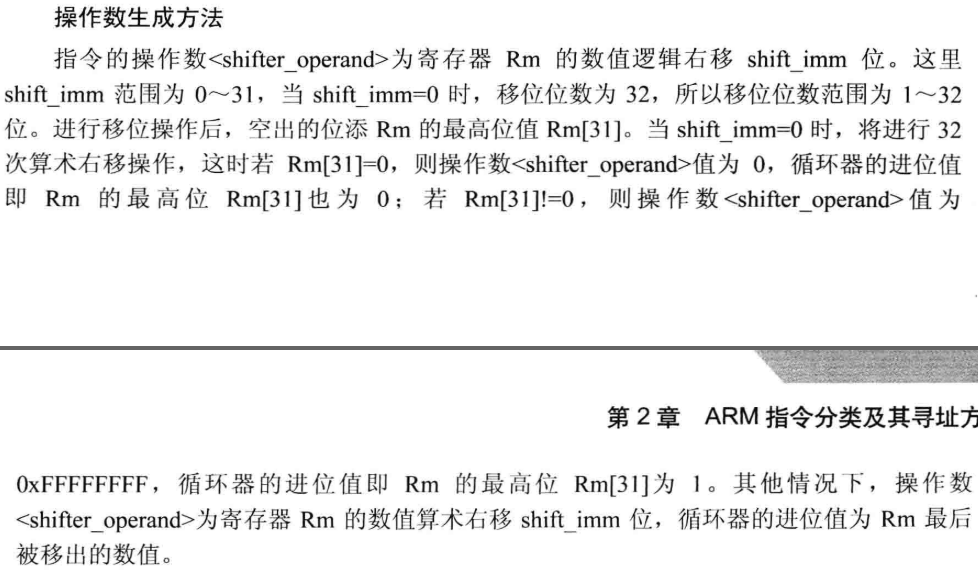 操作数生成方法
指令的操作数<shifter_operand>为寄存器 Rm 的数值逻辑右移 shift_imm 位。这里
shift_imm 范围为 0～31，当 shift_imm=0 时，移位位数为 32，所以移位位数范围为 1～32
位。进行移位操作后，空出的位添 Rm 的最高位值 Rm[31]。当 shift_imm=0 时，将进行 32
次算术右移操作，这时若 Rm[31]=0，则操作数<shifter_operand>值为 0，循环器的进位值
即 Rm 的最高位 Rm[31]也为 0；若 Rm[31]!=0，则操作数<shifter_operand>值为
第 2 章 ARM 指令分类及其寻址方
0xFFFFFFFF，循环器的进位值即 Rm 的最高位 Rm[31]为 1。其他情况下，操作数
<shifter_operand>为寄存器 Rm 的数值算术右移 shift_imm 位，循环器的进位值为 Rm 最后
被移出的数值。